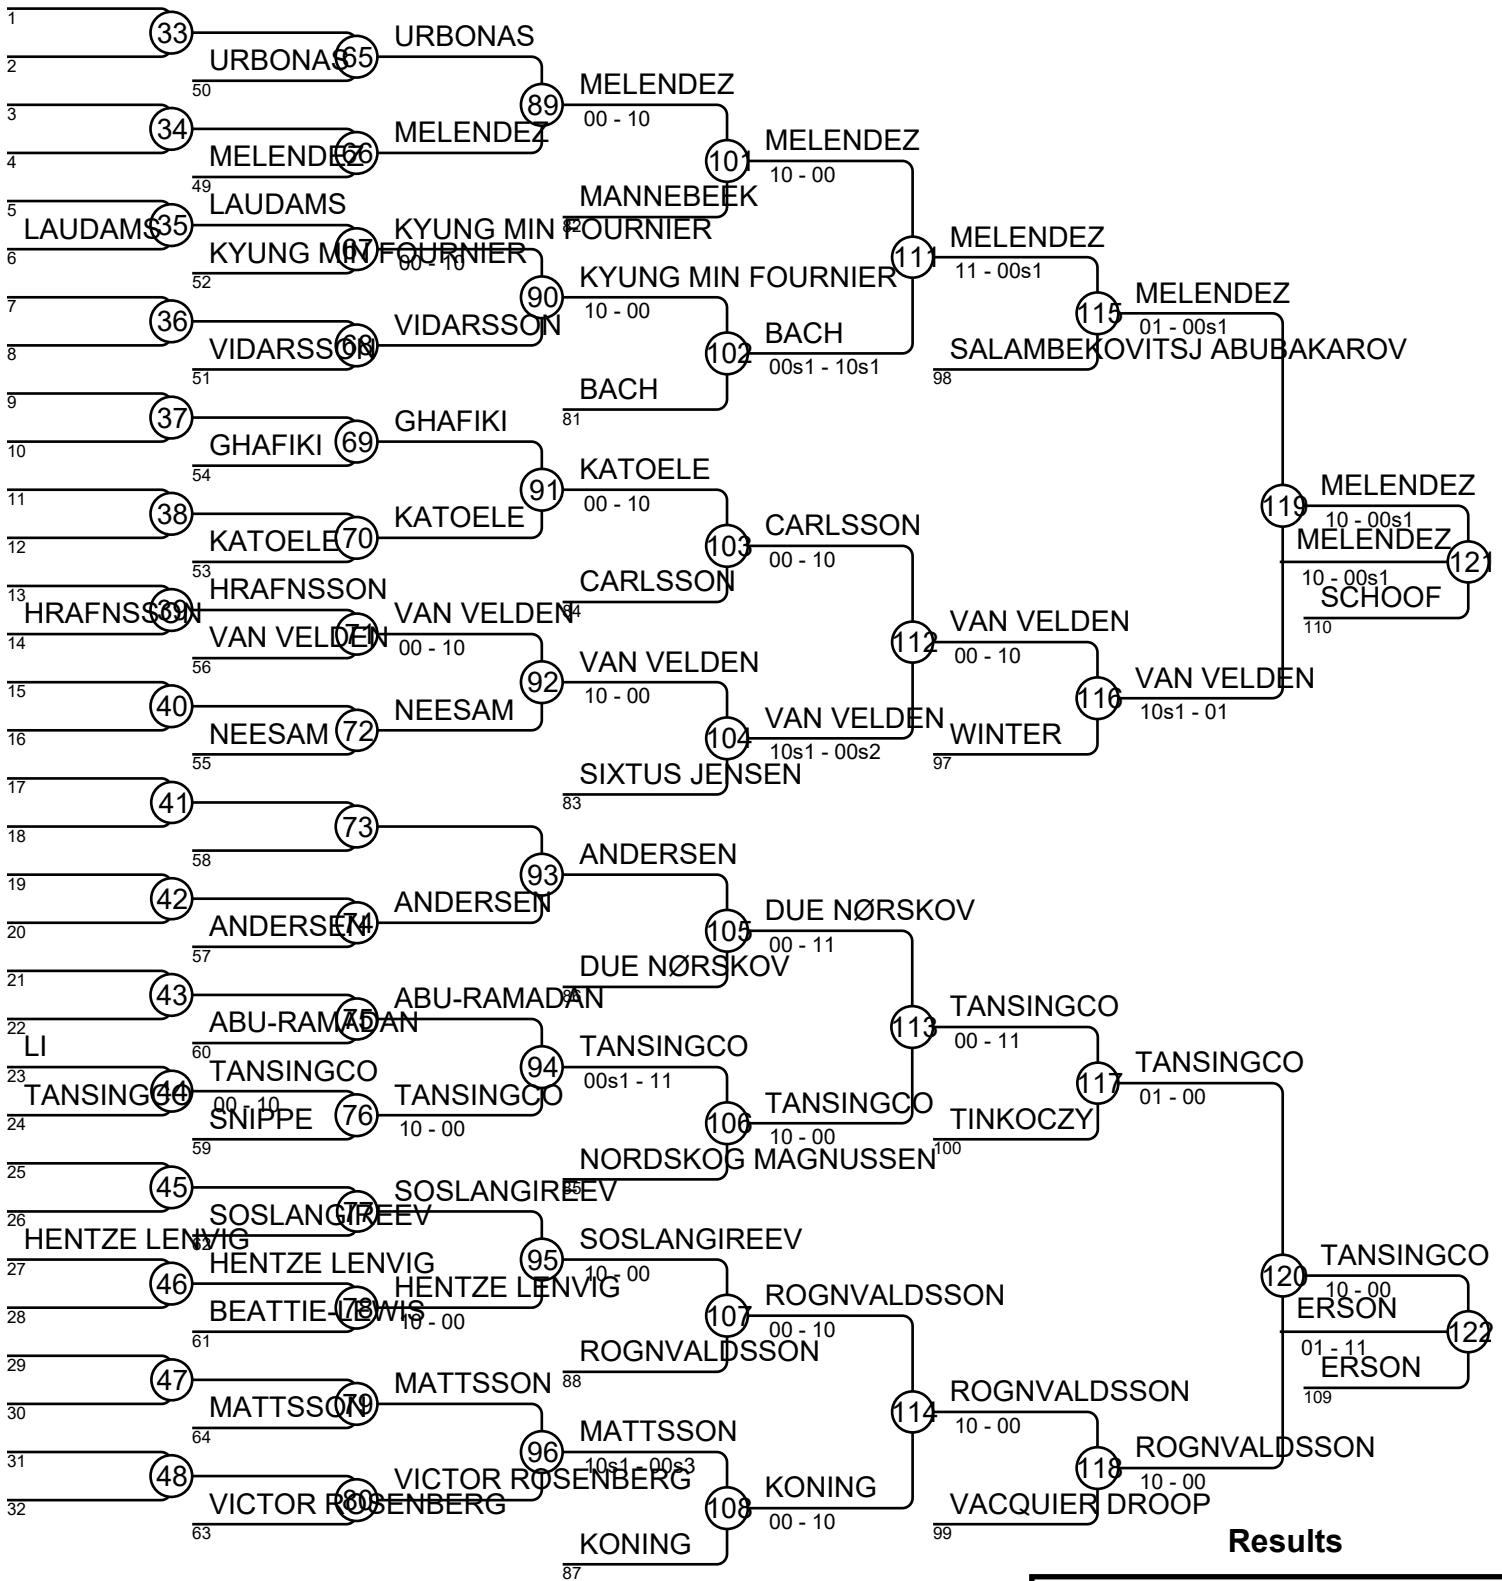 1
33
2
URBONAS
65
50
URBONAS
3
34
4
MELENDEZ
66
49
MELENDEZ
89
MELENDEZ
00 - 10
5
LAUDAMS
35
6
LAUDAMS
KYUNG MIN FOURNIER
67
52
KYUNG MIN FOURNIER
00 - 10
7
36
8
VIDARSSON
68
51
VIDARSSON
90
KYUNG MIN FOURNIER
10 - 00
MANNEBEEK
82
101
MELENDEZ
10 - 00
BACH
81
102
BACH
00s1 - 10s1
111
MELENDEZ
11 - 00s1
SALAMBEKOVITSJ ABUBAKAROV
98
115
MELENDEZ
01 - 00s1
9
37
10
GHAFIKI
69
54
GHAFIKI
11
38
12
KATOELE
70
53
KATOELE
91
KATOELE
00 - 10
CARLSSON
84
103
CARLSSON
00 - 10
13
HRAFNSSON
39
14
HRAFNSSON
VAN VELDEN
71
56
VAN VELDEN
00 - 10
15
40
16
NEESAM
72
55
NEESAM
92
VAN VELDEN
10 - 00
SIXTUS JENSEN
83
104
VAN VELDEN
10s1 - 00s2
112
VAN VELDEN
00 - 10
WINTER
97
116
VAN VELDEN
10s1 - 01
119
MELENDEZ
10 - 00s1
MELENDEZ
121
10 - 00s1
SCHOOF
110
17
41
18
73
58
19
42
20
ANDERSEN
74
57
ANDERSEN
93
ANDERSEN
DUE NØRSKOV
86
105
DUE NØRSKOV
00 - 11
21
43
22
ABU-RAMADAN
75
60
ABU-RAMADAN
LI
23
TANSINGCO
44
24
TANSINGCO
00 - 10
SNIPPE
76
59
TANSINGCO
10 - 00
94
TANSINGCO
00s1 - 11
NORDSKOG MAGNUSSEN
85
106
TANSINGCO
10 - 00
113
TANSINGCO
00 - 11
TINKOCZY
100
117
TANSINGCO
01 - 00
25
45
26
SOSLANGIREEV
77
62
SOSLANGIREEV
HENTZE LENVIG
27
46
28
HENTZE LENVIG
BEATTIE-LEWIS
78
61
HENTZE LENVIG
10 - 00
95
SOSLANGIREEV
10 - 00
ROGNVALDSSON
88
107
ROGNVALDSSON
00 - 10
29
47
30
MATTSSON
79
64
MATTSSON
31
48
32
VICTOR ROSENBERG
80
63
VICTOR ROSENBERG
96
MATTSSON
10s1 - 00s3
KONING
87
108
KONING
00 - 10
114
ROGNVALDSSON
10 - 00
VACQUIER DROOP
99
118
ROGNVALDSSON
10 - 00
120
TANSINGCO
10 - 00
ERSON
122
01 - 11
ERSON
109
Results